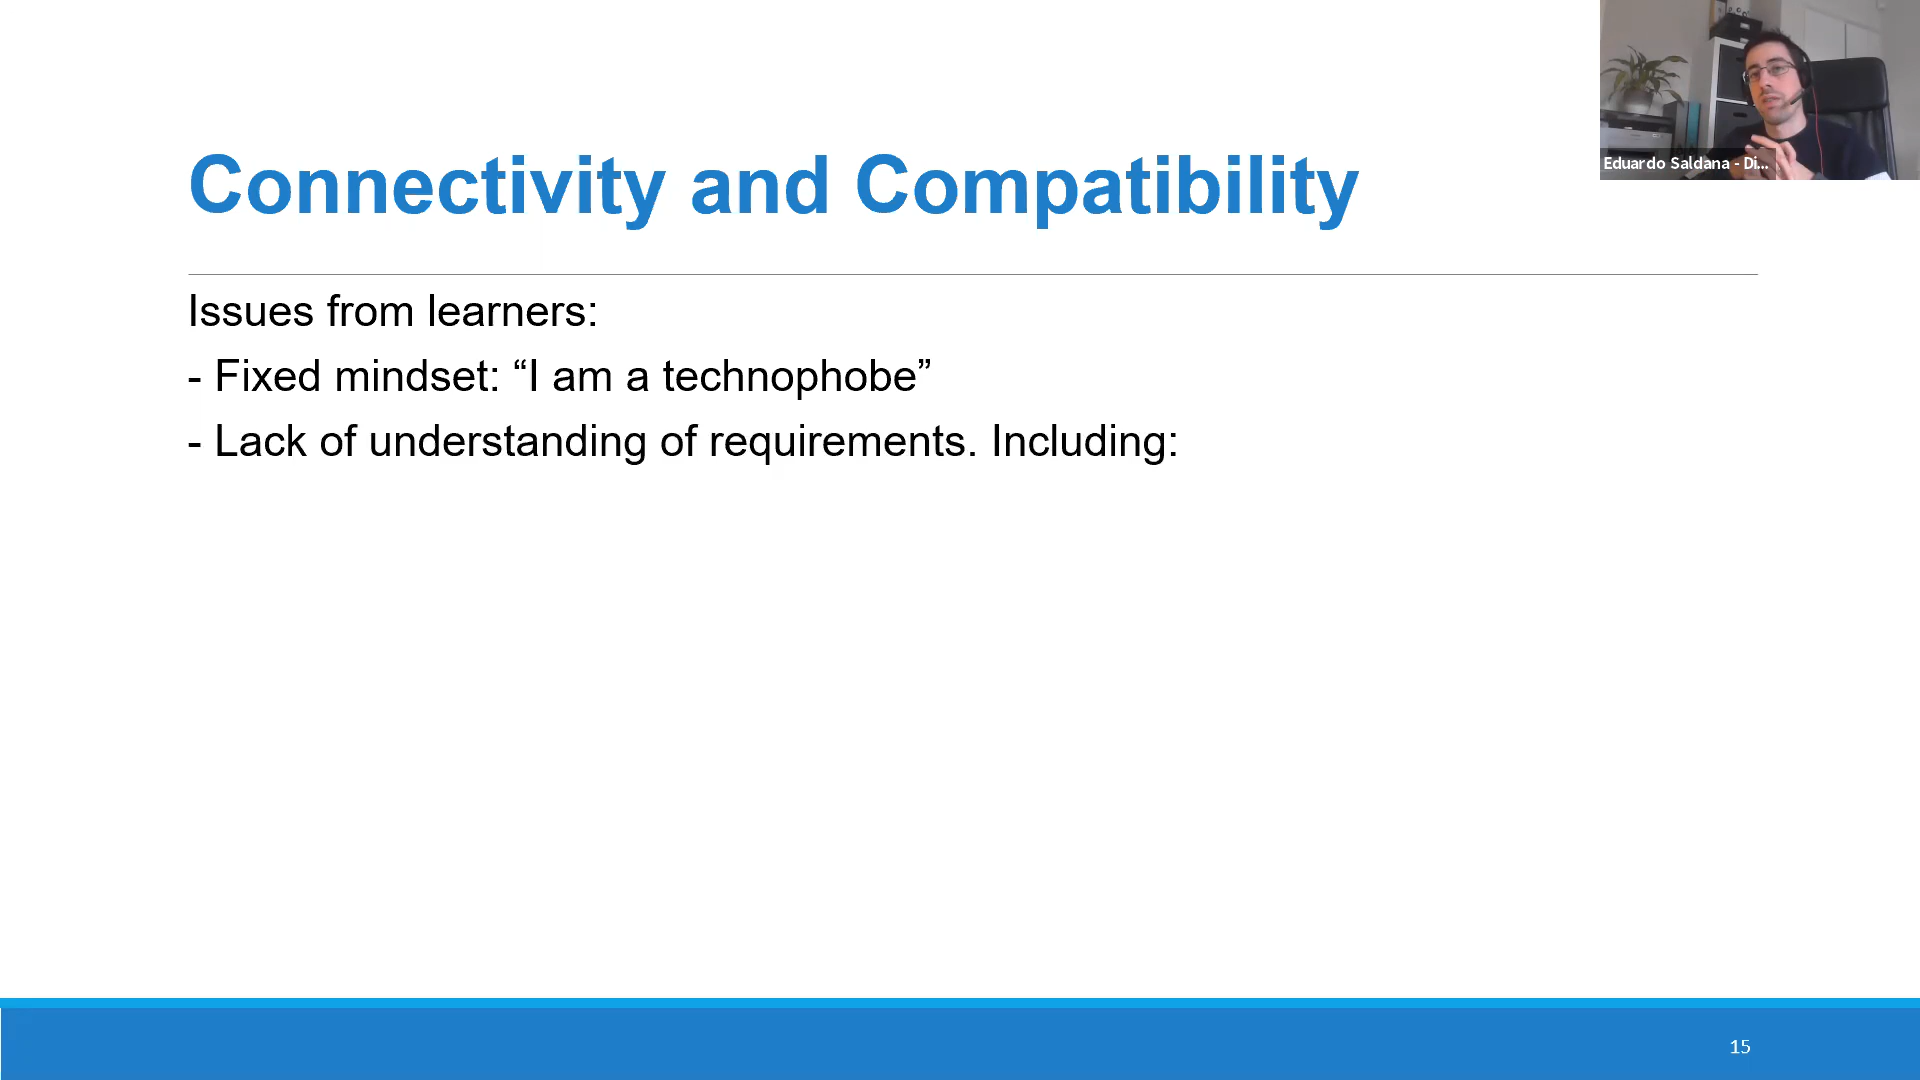 Eduardo Saldana - Di...
Connectivity and Compatibility
Issues from learners:
- Fixed mindset: “I am a technophobe”
- Lack of understanding of requirements. Including:
15